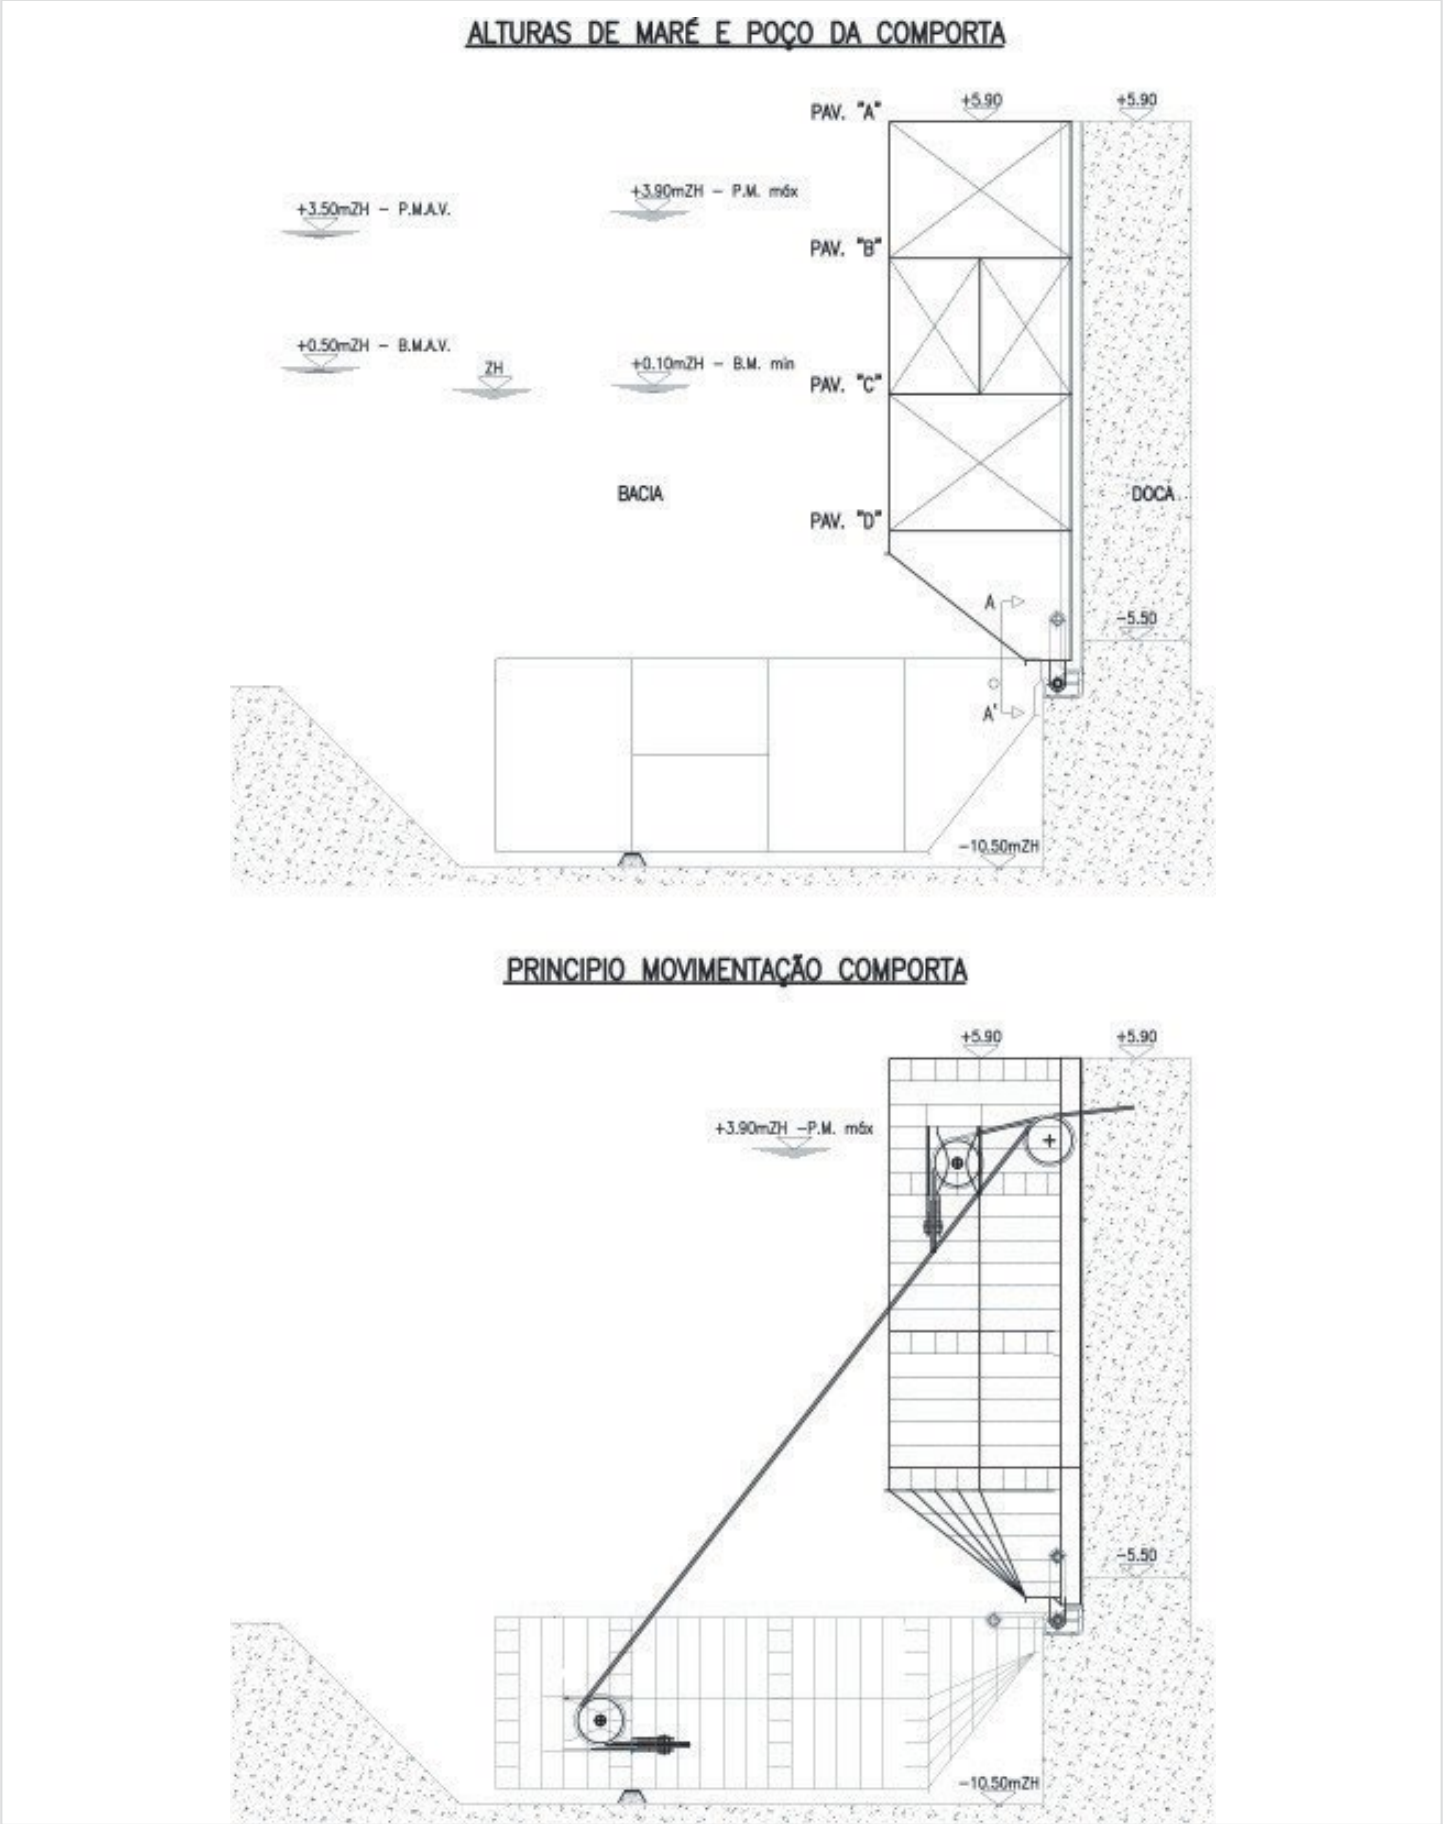 ALTURAS DE MARÉ E POÇO DA COMPORTA
+5.90 +5.90
PAV. "A"
+3.90mZH - P.M. máx
+3.50mZH - P.M.A.V.
PAV. "B"
+0.50mZH - B.M.A.V.
ZH +0.10mZH - B.M. min
PAV. "C"
BACIA DOCA
PAV. "D"
A
-5.50
A'
-10.50mZH
PRINCIPIO MOVIMENTAÇÃO COMPORTA
+5.90 +5.90
+3.90mZH -P.M. máx
-5.50
-10.50mZH